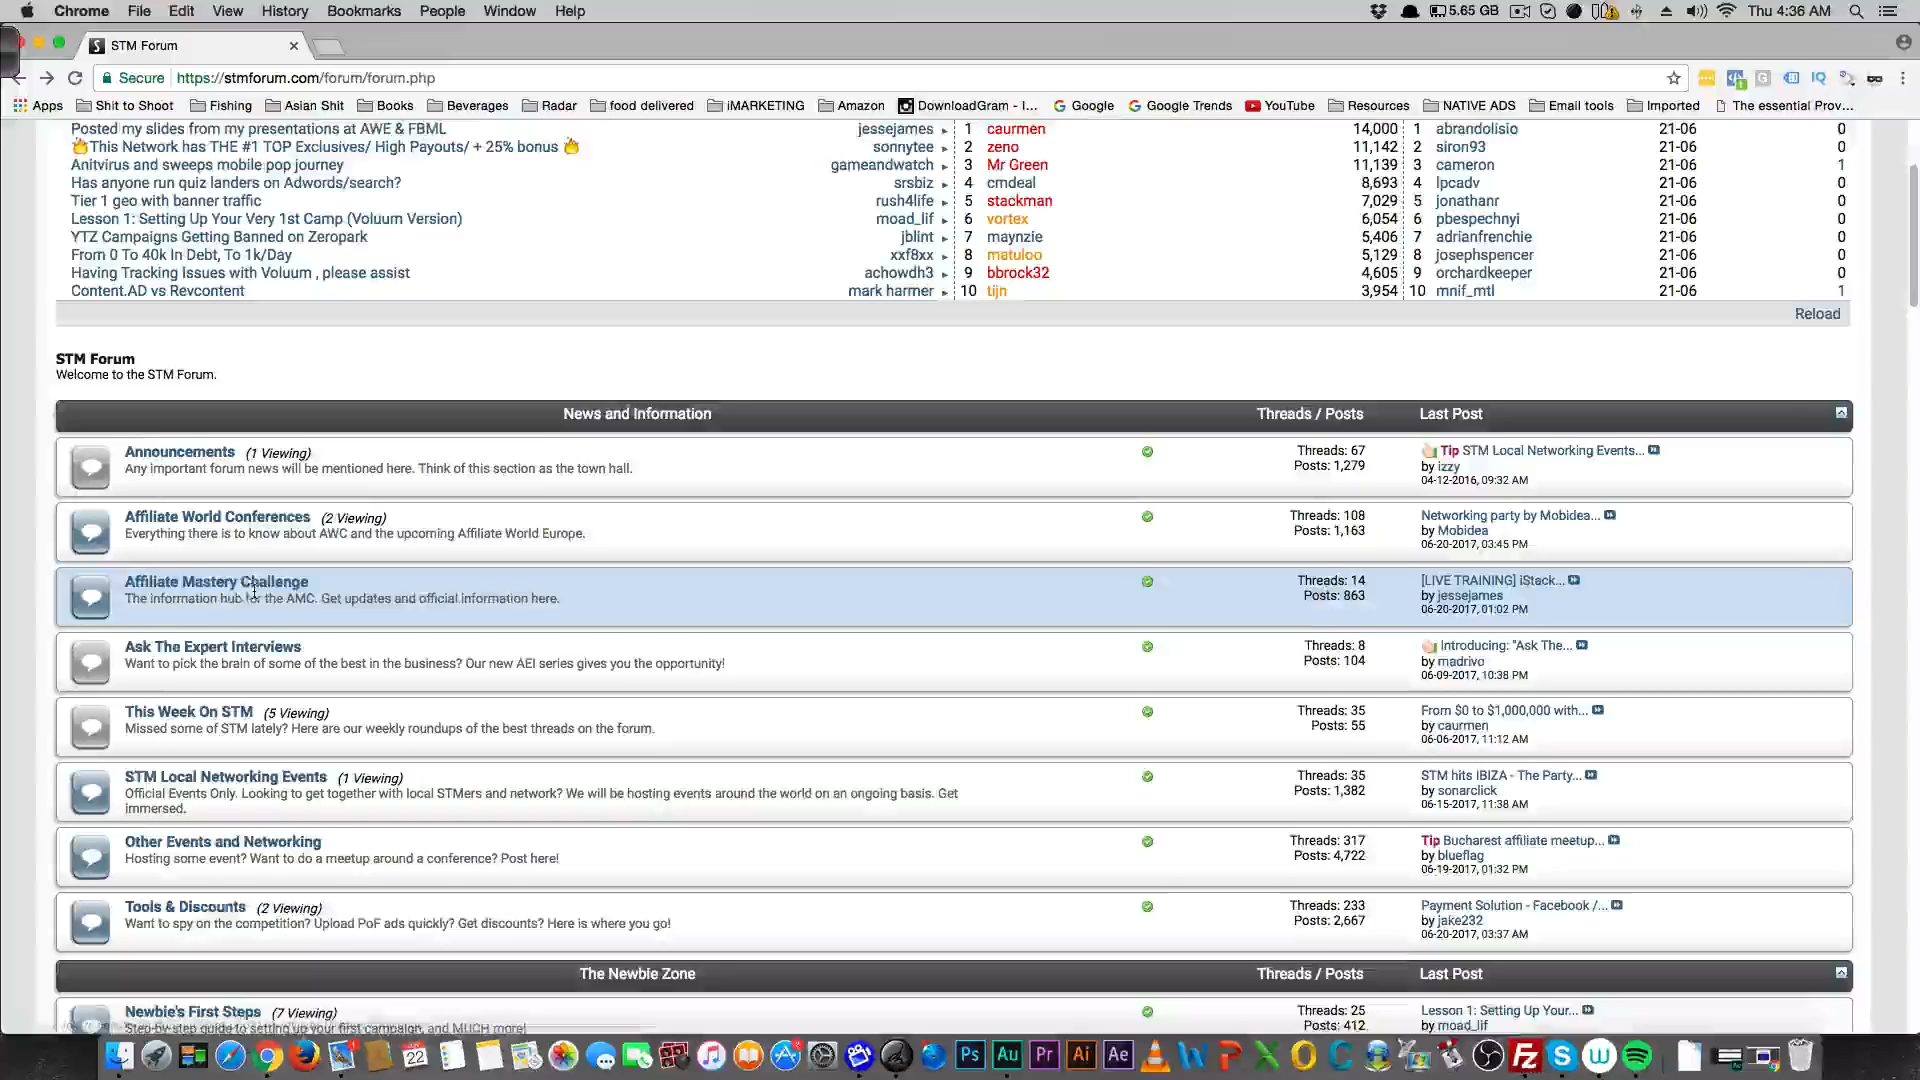 Chrome File Edit View History Bookmarks People Window Help 5.65 GB Thu 4:36 AM
STM Forum
Secure https://stmforum.com/forum/forum.php
Apps Shit to Shoot Fishing Asian Shit Books Beverages Radar food delivered iMARKETING Amazon DownloadGram - I... Google Google Trends YouTube Resources NATIVE ADS Email tools Imported The essential Prov...
Posted my slides from my presentations at AWE & FBML jessejames 1 caurmen 14,000 1 abrandolisio 21-06 0
This Network has THE #1 TOP Exclusives/ High Payouts/ + 25% bonus sonnytee 2 zeno 11,142 2 siron93 21-06 0
Anitvirus and sweeps mobile pop journey gameandwatch 3 Mr Green 11,139 3 cameron 21-06 1
Has anyone run quiz landers on Adwords/search? srsbiz 4 cmdeal 8,693 4 lpcadv 21-06 0
Tier 1 geo with banner traffic rush4life 5 stackman 7,029 5 jonathanr 21-06 0
Lesson 1: Setting Up Your Very 1st Camp (Voluum Version) moad_lif 6 vortex 6,054 6 pbespechnyi 21-06 0
YTZ Campaigns Getting Banned on Zeropark jblint 7 maynzie 5,406 7 adrianfrenchie 21-06 0
From 0 To 40k In Debt, To 1k/Day xxf8xx 8 matuloo 5,129 8 josephspencer 21-06 0
Having Tracking Issues with Voluum , please assist achowdh3 9 bbrock32 4,605 9 orchardkeeper 21-06 0
Content.AD vs Revcontent mark harmer 10 tijn 3,954 10 mnif_mtl 21-06 1
Reload
STM Forum
Welcome to the STM Forum.
News and Information Threads / Posts Last Post
Announcements (1 Viewing) Threads: 67 Tip STM Local Networking Events...
Any important forum news will be mentioned here. Think of this section as the town hall. Posts: 1,279 by izzy
04-12-2016, 09:32 AM
Affiliate World Conferences (2 Viewing) Threads: 108 Networking party by Mobidea...
Everything there is to know about AWC and the upcoming Affiliate World Europe. Posts: 1,163 by Mobidea
06-20-2017, 03:45 PM
Affiliate Mastery Challenge Threads: 14 [LIVE TRAINING] iStack...
The information hub for the AMC. Get updates and official information here. Posts: 863 by jessejames
06-20-2017, 01:02 PM
Ask The Expert Interviews Threads: 8 Introducing: "Ask The...
Want to pick the brain of some of the best in the business? Our new AEI series gives you the opportunity! Posts: 104 by madrivo
06-09-2017, 10:38 PM
This Week On STM (5 Viewing) Threads: 35 From $0 to $1,000,000 with...
Missed some of STM lately? Here are our weekly roundups of the best threads on the forum. Posts: 55 by caurmen
06-06-2017, 11:12 AM
STM Local Networking Events (1 Viewing) Threads: 35 STM hits IBIZA - The Party...
Official Events Only. Looking to get together with local STMers and network? We will be hosting events around the world on an ongoing basis. Get Posts: 1,382 by sonarclick
immersed. 06-15-2017, 11:38 AM
Other Events and Networking Threads: 317 Tip Bucharest affiliate meetup...
Hosting some event? Want to do a meetup around a conference? Post here! Posts: 4,722 by blueflag
06-19-2017, 01:32 PM
Tools & Discounts (2 Viewing) Threads: 233 Payment Solution - Facebook /...
Want to spy on the competition? Upload PoF ads quickly? Get discounts? Here is where you go! Posts: 2,667 by jake232
06-20-2017, 03:37 AM
The Newbie Zone Threads / Posts Last Post
Newbie's First Steps (7 Viewing) Threads: 25 Lesson 1: Setting Up Your...
Step-by-step guide to setting up your first campaign, and MUCH more! Posts: 412 by moad_lif
22 Ps Au Pr Ai Ae